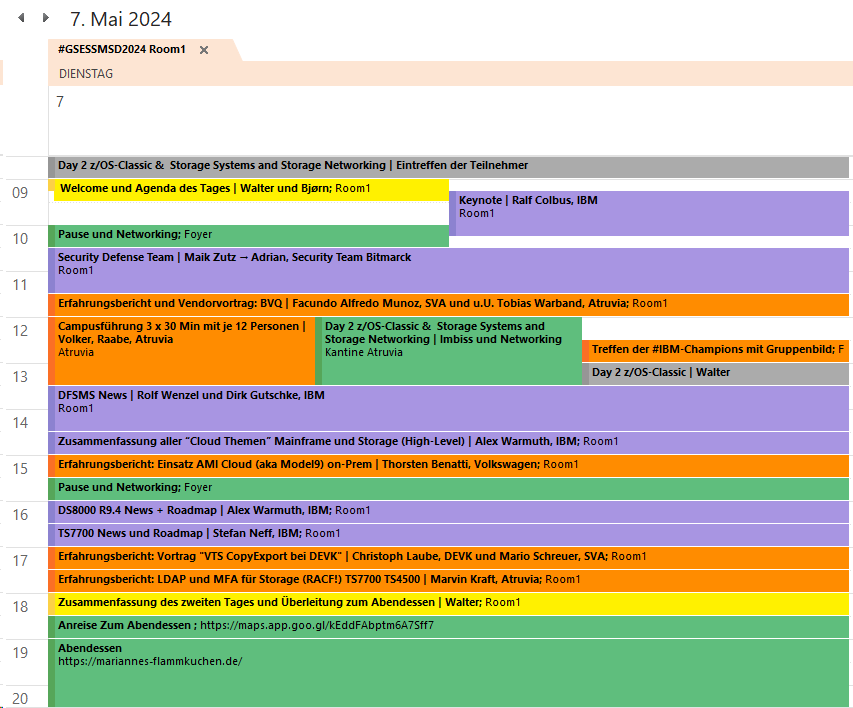 7. Mai 2024
#GSESSMSD2024 Room1
DIENSTAG
7
Day 2 z/OS-Classic & Storage Systems and Storage Networking | Eintreffen der Teilnehmer
09
Welcome und Agenda des Tages | Walter und Bjørn; Room1
Keynote | Ralf Colbus, IBM
Room1
10
Pause und Networking; Foyer
Security Defense Team | Maik Zutz → Adrian, Security Team Bitmarck
Room1
11
Erfahrungsbericht und Vendorvortrag: BVQ | Facundo Alfredo Munoz, SVA und u.U. Tobias Warband, Atruvia; Room1
12
Campusführung 3 x 30 Min mit je 12 Personen |
Volker, Raabe, Atruvia
Atruvia
Day 2 z/OS-Classic & Storage Systems and
Storage Networking | Imbiss und Networking
Kantine Atruvia
Treffen der #IBM-Champions mit Gruppenbild; F
13
Day 2 z/OS-Classic | Walter
DFSMS News | Rolf Wenzel und Dirk Gutschke, IBM
Room1
14
Zusammenfassung aller "Cloud Themen" Mainframe und Storage (High-Level) | Alex Warmuth, IBM; Room1
15
Erfahrungsbericht: Einsatz AMI Cloud (aka Model9) on-Prem | Thorsten Benatti, Volkswagen; Room1
Pause und Networking; Foyer
16
DS8000 R9.4 News + Roadmap | Alex Warmuth, IBM; Room1
TS7700 News und Roadmap | Stefan Neff, IBM; Room1
17
Erfahrungsbericht: Vortrag "VTS CopyExport bei DEVK" | Christoph Laube, DEVK und Mario Schreuer, SVA; Room1
Erfahrungsbericht: LDAP und MFA für Storage (RACF!) TS7700 TS4500 | Marvin Kraft, Atruvia; Room1
18
Zusammenfassung des zweiten Tages und Überleitung zum Abendessen | Walter; Room1
Anreise Zum Abendessen ; https://maps.app.goo.gl/kEddFAbptm6A7Sff7
19
Abendessen
https://mariannes-flammkuchen.de/
20